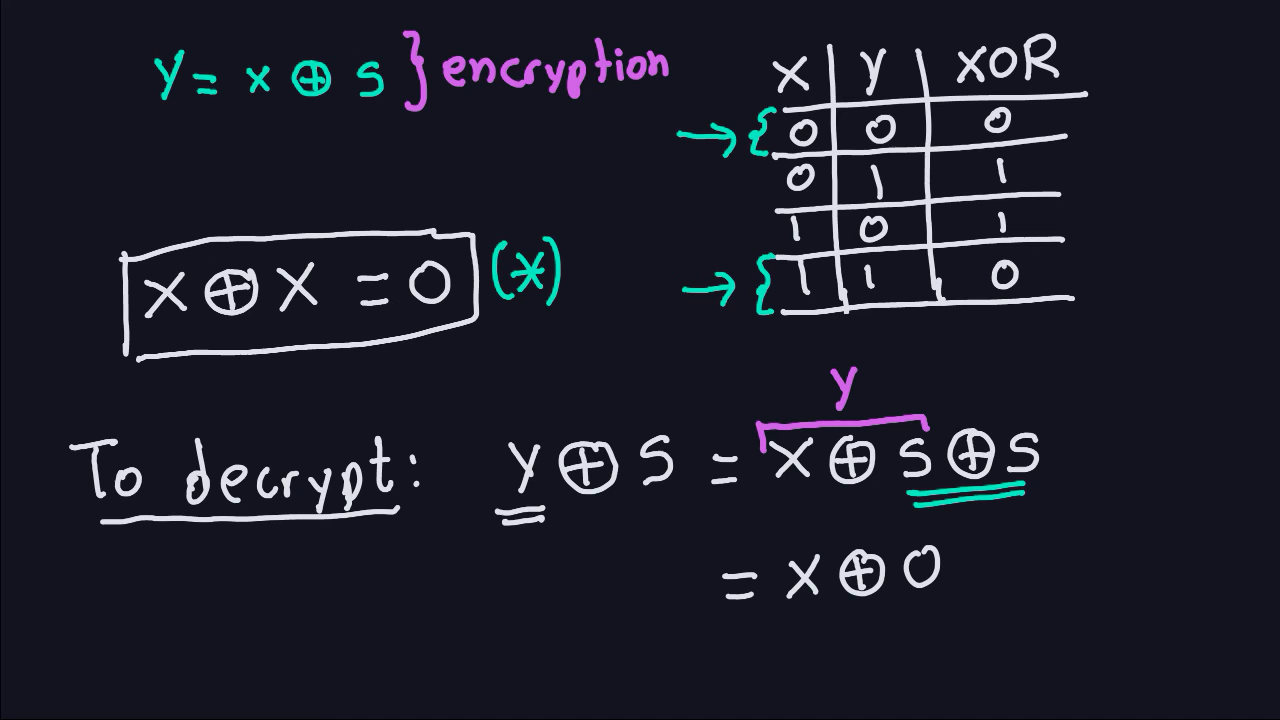 y = x ⊕ s } encryption
X | Y | XOR
→ { 0 | 0 | 0
0 | 1 | 1
1 | 0 | 1
→ { 1 | 1 | 0
X ⊕ X = 0 (*)
y
To decrypt: y ⊕ s = x ⊕ s ⊕ s
= x ⊕ 0